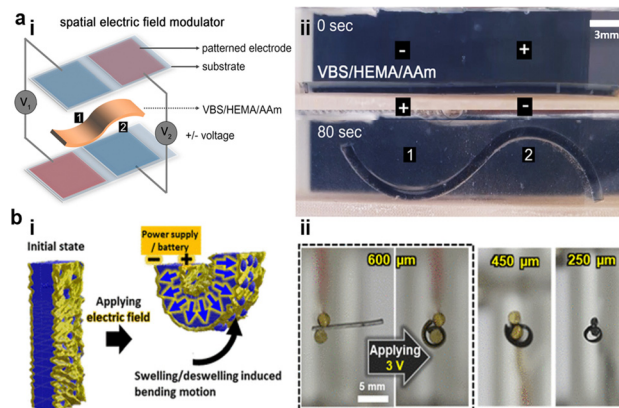 a i
spatial electric field modulator
patterned electrode
substrate
V1
1
2
VBS/HEMA/AAm
V2
+/- voltage
ii
0 sec
- +
3mm
VBS/HEMA/AAm
+ -
80 sec
1 2
b i
Initial state
Power supply
/ battery
- +
Applying
electric field
Swelling/deswelling induced
bending motion
ii
600 μm
450 μm
250 μm
Applying
3 V
5 mm